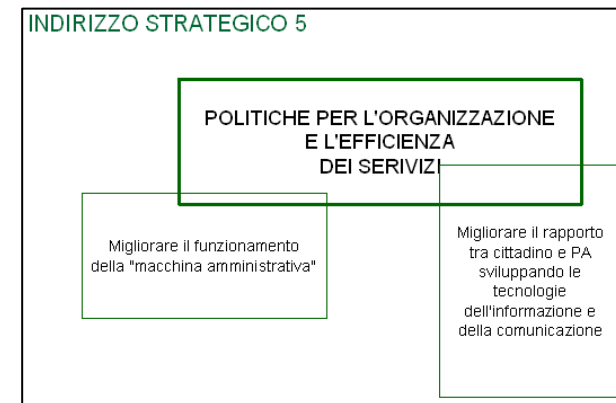 INDIRIZZO STRATEGICO 5
POLITICHE PER L'ORGANIZZAZIONE
E L'EFFICIENZA
DEI SERIVIZI
Migliorare il funzionamento
della "macchina amministrativa"
Migliorare il rapporto
tra cittadino e PA
sviluppando le
tecnologie
dell'informazione e
della comunicazione